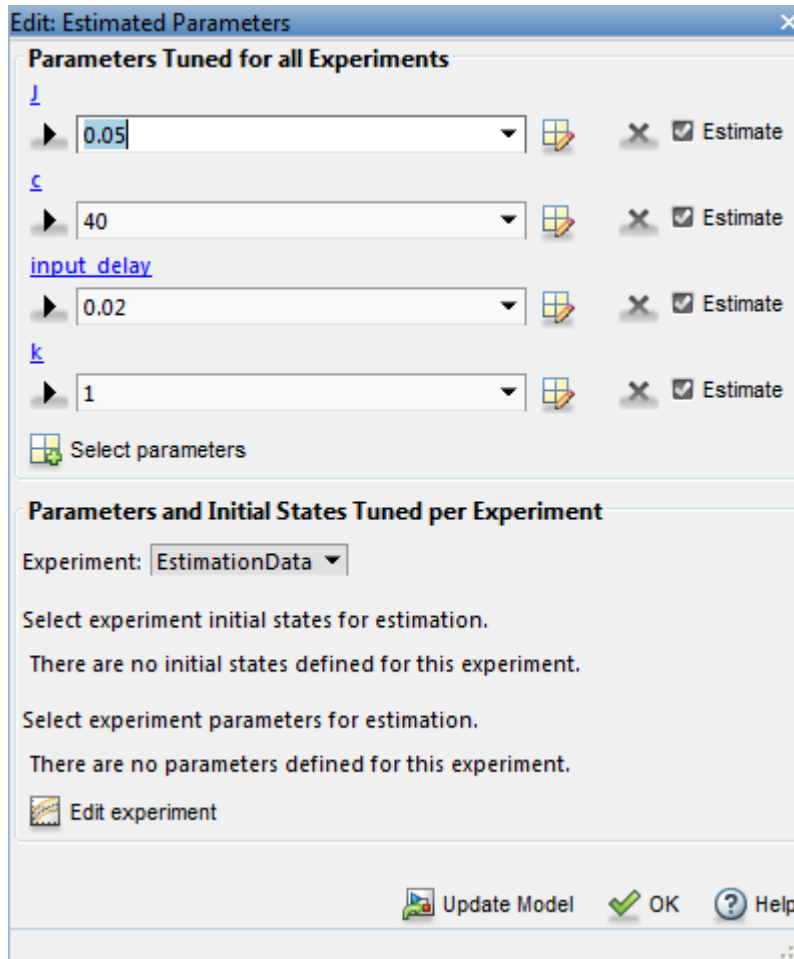 Edit: Estimated Parameters
Parameters Tuned for all Experiments
J
0.05
Estimate
c
40
Estimate
input_delay
0.02
Estimate
k
1
Estimate
Select parameters
Parameters and Initial States Tuned per Experiment
Experiment: EstimationData
Select experiment initial states for estimation.
There are no initial states defined for this experiment.
Select experiment parameters for estimation.
There are no parameters defined for this experiment.
Edit experiment
Update Model OK Help